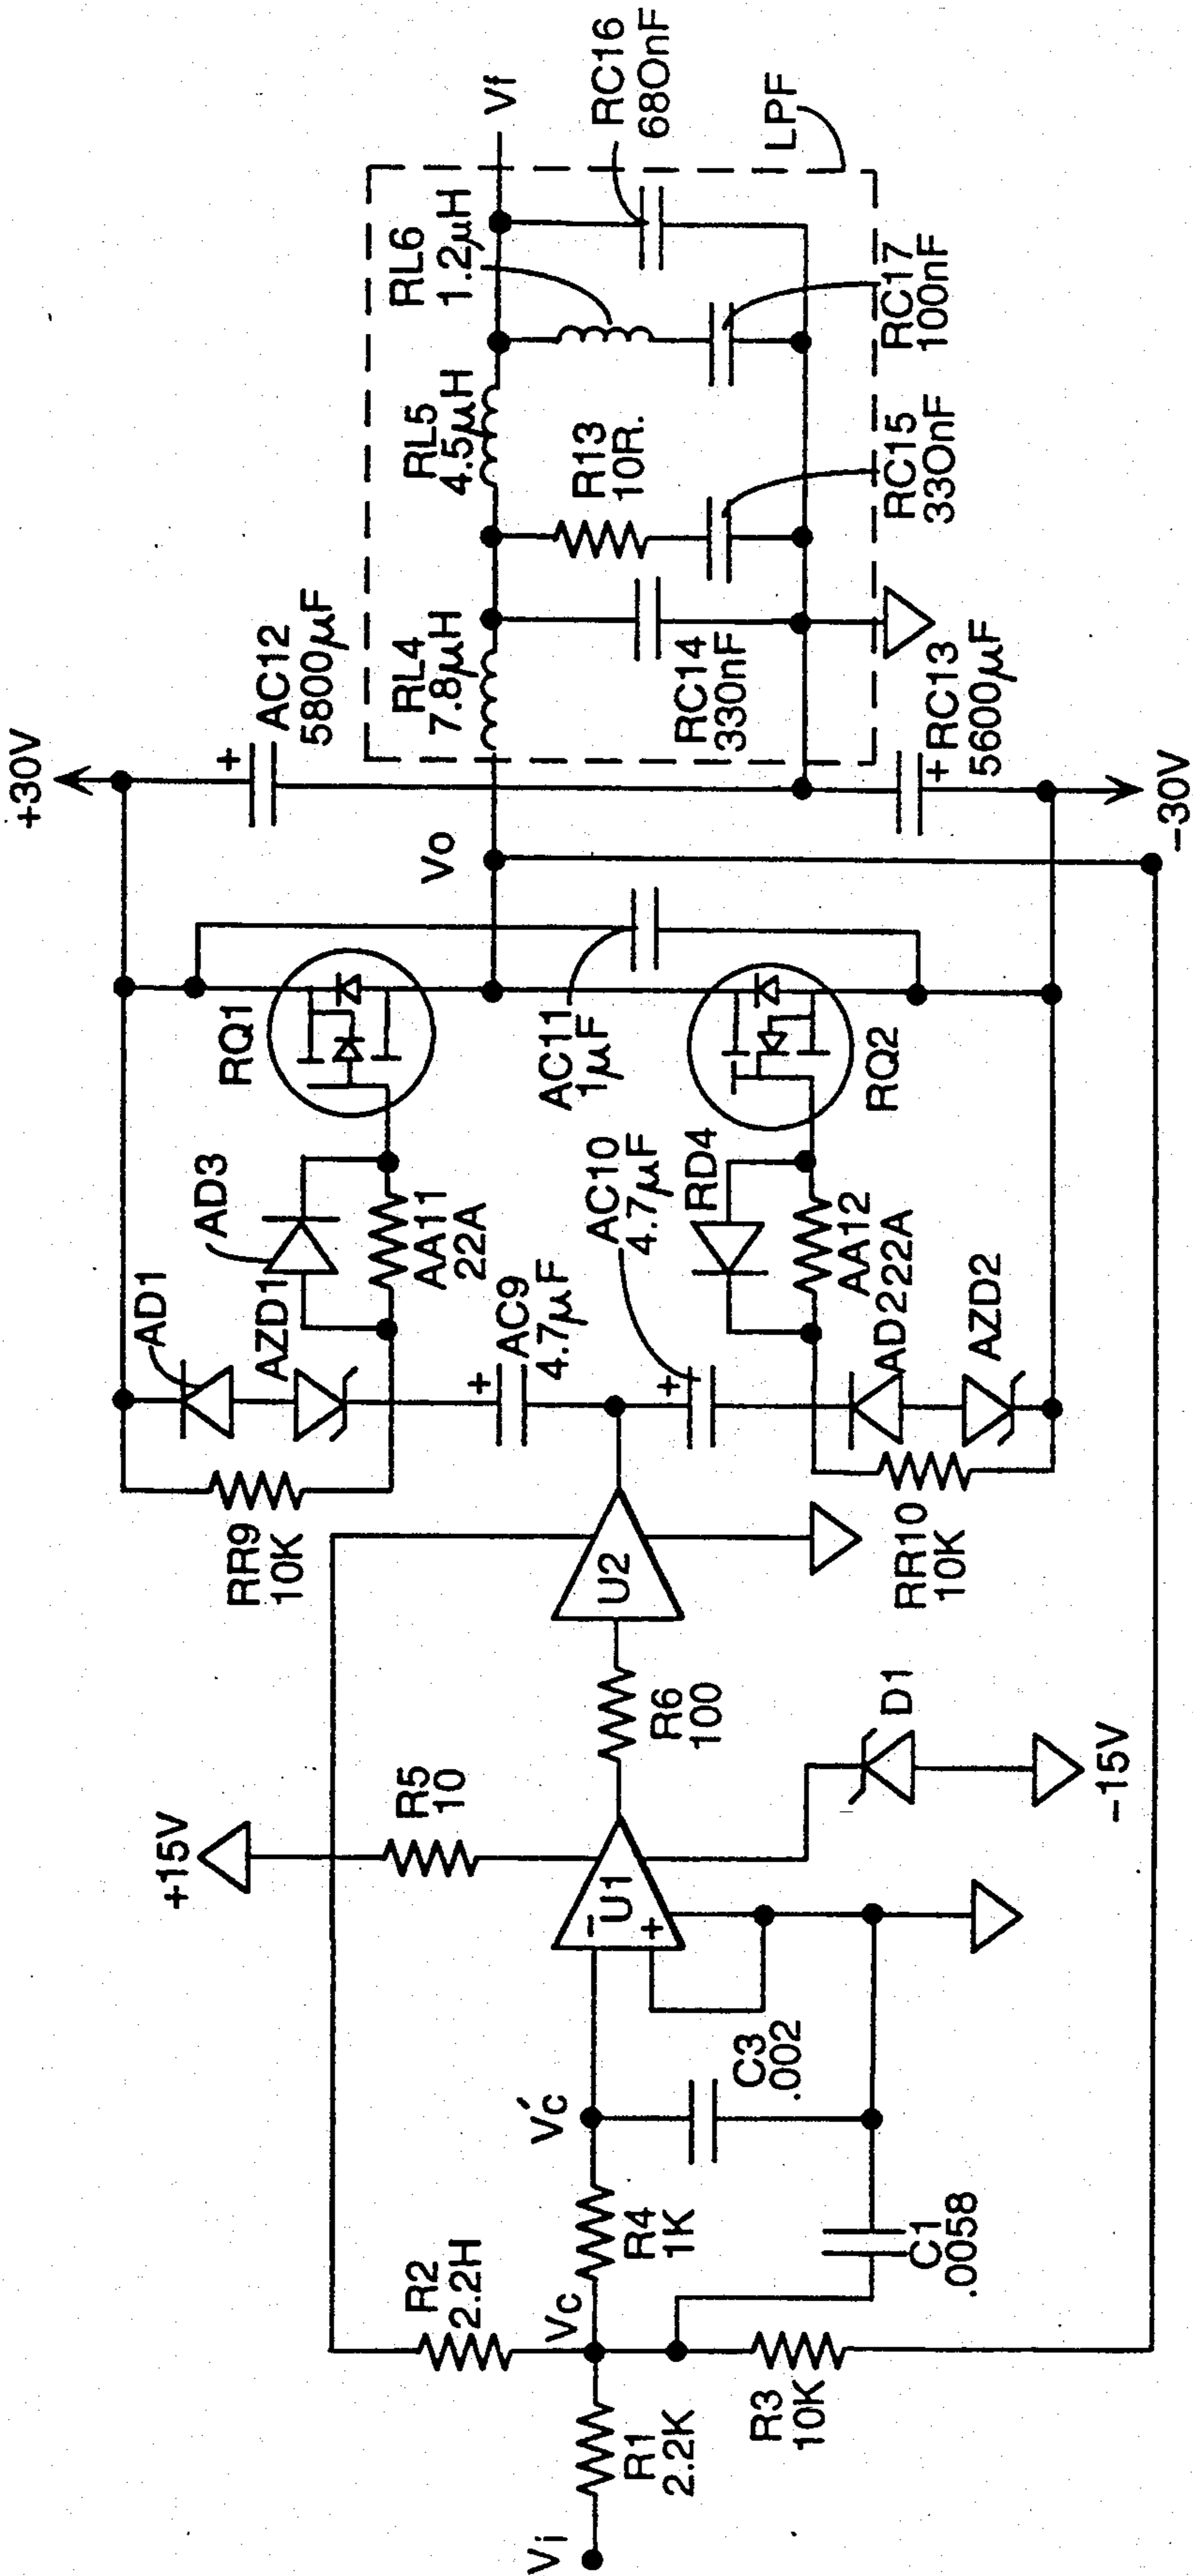 Vi
R1
2.2K
R2
2.2H
Vc
R3
10K
R4
1K
C1
.0058
V´c
C3
.002
+15V
R5
10
−
U1
+
R6
100
D1
−15V
U2
RR9
10K
RR10
10K
AD1
AZD1
AD3
AA11
22A
+
AC9
4.7µF
+
AC10
4.7µF
RD4
AA12
22A
AD2
AZD2
RQ1
AC11
1µF
RQ2
+30V
Vo
+
AC12
5800µF
+
RC13
5600µF
−30V
RL4
7.8µH
RC14
330nF
R13
10R.
RC15
330nF
RL5
4.5µH
RL6
1.2µH
RC17
100nF
Vf
RC16
680nF
LPF